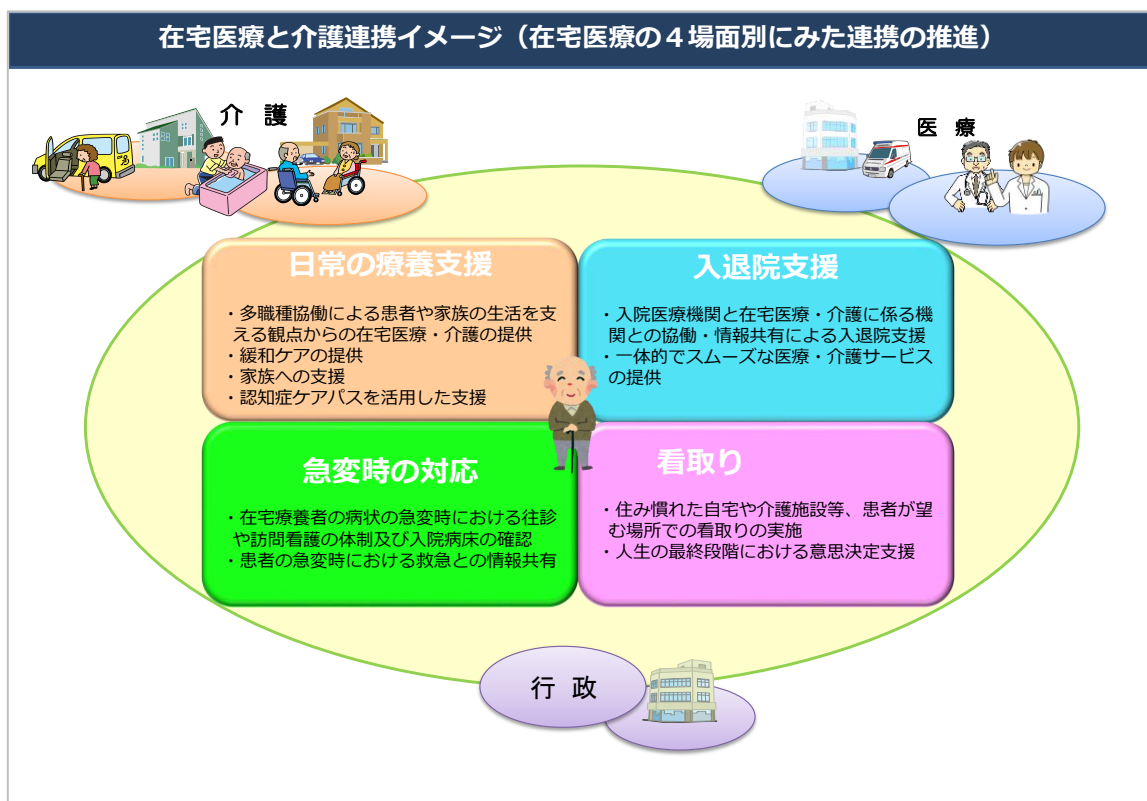 在宅医療と介護連携イメージ（在宅医療の４場面別にみた連携の推進）
介 護
医 療
日常の療養支援
・多職種協働による患者や家族の生活を支
える観点からの在宅医療・介護の提供
・緩和ケアの提供
・家族への支援
・認知症ケアパスを活用した支援
入退院支援
・入院医療機関と在宅医療・介護に係る機
関との協働・情報共有による入退院支援
・一体的でスムーズな医療・介護サービス
の提供
急変時の対応
・在宅療養者の病状の急変時における往診
や訪問看護の体制及び入院病床の確認
・患者の急変時における救急との情報共有
看取り
・住み慣れた自宅や介護施設等、患者が望
む場所での看取りの実施
・人生の最終段階における意思決定支援
行 政